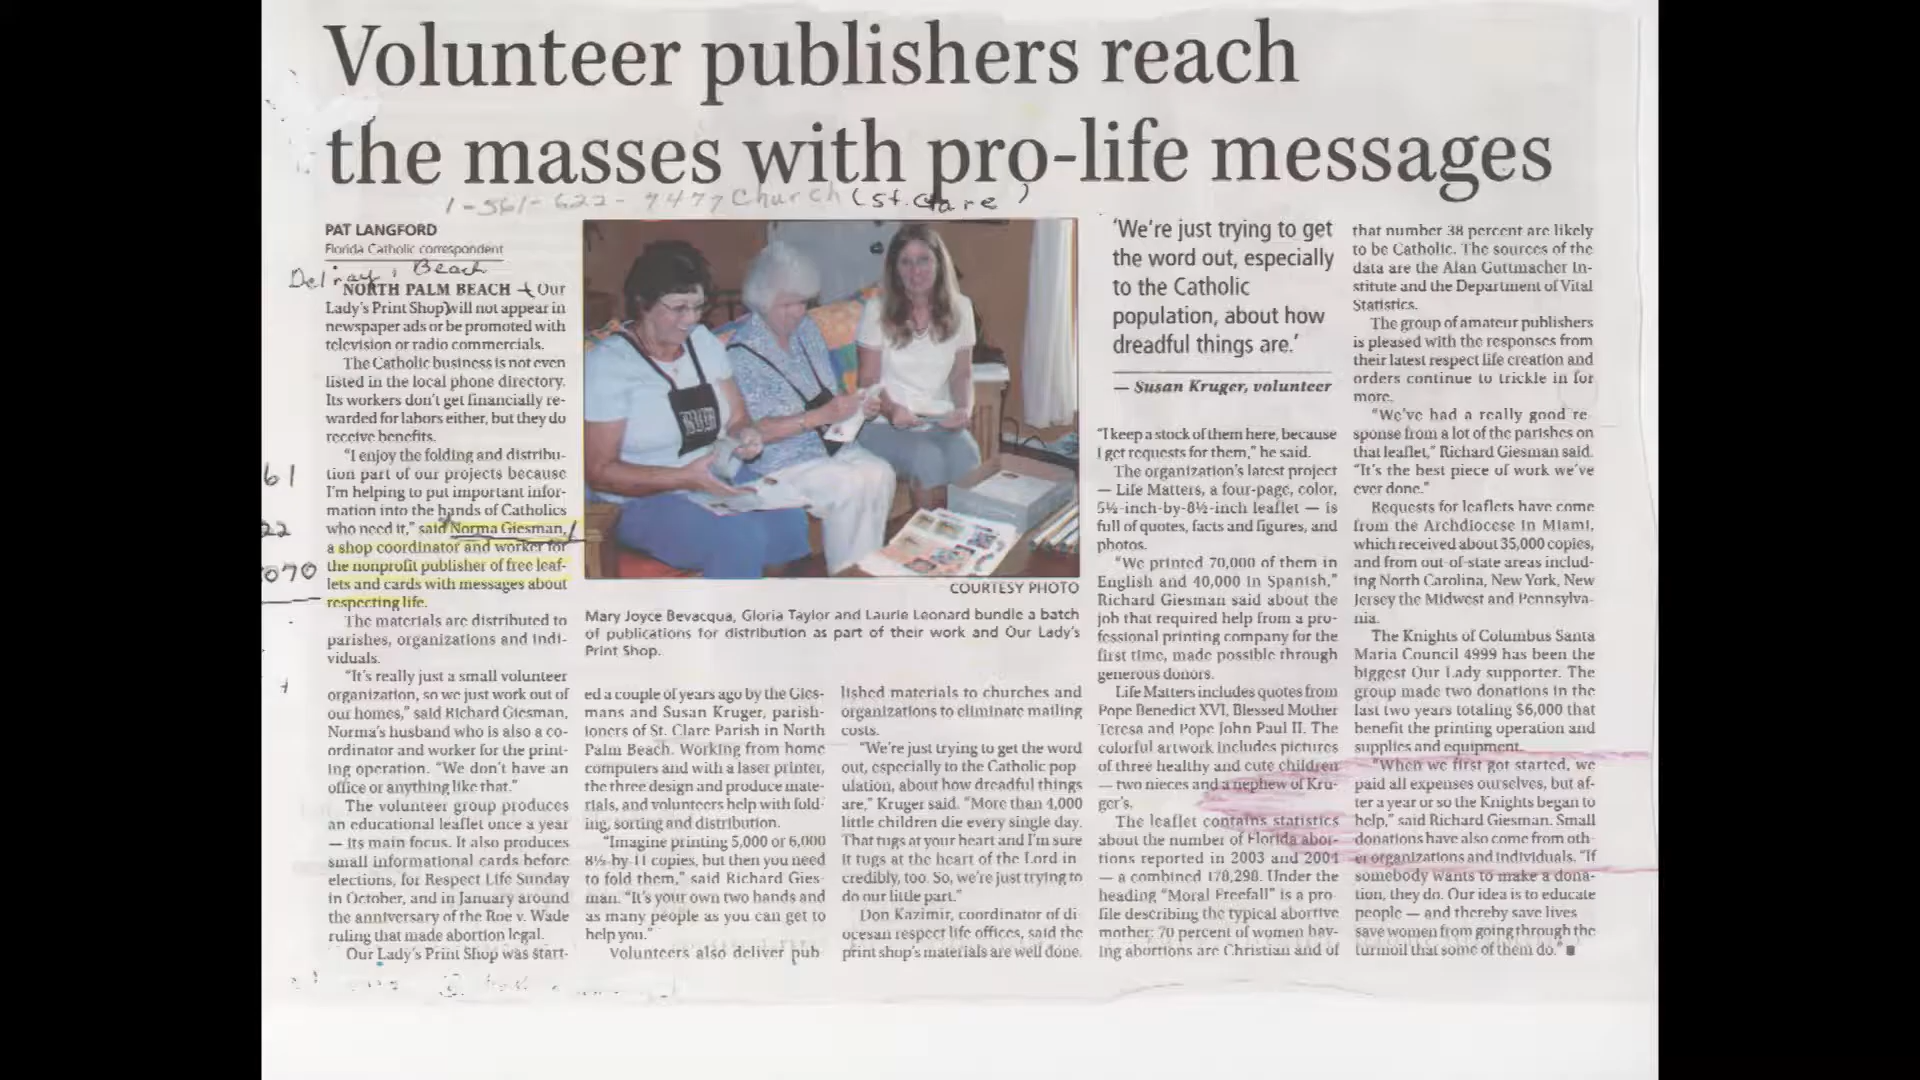 Volunteer publishers reach
the masses with pro-life messages
1-561-622-7477 Church (St. Clare)
PAT LANGFORD
Florida Catholic correspondent
Delray Beach
NORTH PALM BEACH — Our
Lady's Print Shop will not appear in
newspaper ads or be promoted with
television or radio commercials.
The Catholic business is not even
listed in the local phone directory.
Its workers don't get financially re-
warded for labors either, but they do
receive benefits.
"I enjoy the folding and distribu-
tion part of our projects because
I'm helping to put important infor-
mation into the hands of Catholics
who need it," said Norma Giesman,
a shop coordinator and worker for
the nonprofit publisher of free leaf-
lets and cards with messages about
respecting life.
The materials are distributed to
parishes, organizations and indi-
viduals.
"It's really just a small volunteer
organization, so we just work out of
our homes," said Richard Giesman,
Norma's husband who is also a co-
ordinator and worker for the print-
ing operation. "We don't have an
office or anything like that."
The volunteer group produces
an educational leaflet once a year
— its main focus. It also produces
small informational cards before
elections, for Respect Life Sunday
in October, and in January around
the anniversary of the Roe v. Wade
ruling that made abortion legal.
Our Lady's Print Shop was start-
61
22
070
COURTESY PHOTO
Mary Joyce Bevacqua, Gloria Taylor and Laurie Leonard bundle a batch
of publications for distribution as part of their work and Our Lady's
Print Shop.
ed a couple of years ago by the Gies-
mans and Susan Kruger, parish-
ioners of St. Clare Parish in North
Palm Beach. Working from home
computers and with a laser printer,
the three design and produce mate-
rials, and volunteers help with fold-
ing, sorting and distribution.
"Imagine printing 5,000 or 6,000
8½-by-11 copies, but then you need
to fold them," said Richard Gies-
man. "It's your own two hands and
as many people as you can get to
help you."
Volunteers also deliver pub-
lished materials to churches and
organizations to eliminate mailing
costs.
"We're just trying to get the word
out, especially to the Catholic pop
ulation, about how dreadful things
are," Kruger said. "More than 4,000
little children die every single day.
That tugs at your heart and I'm sure
it tugs at the heart of the Lord in-
credibly, too. So, we're just trying to
do our little part."
Don Kazimir, coordinator of di-
ocesan respect life offices, said the
print shop's materials are well done.
'We're just trying to get
the word out, especially
to the Catholic
population, about how
dreadful things are.'
— Susan Kruger, volunteer
"I keep a stock of them here, because
I get requests for them," he said.
The organization's latest project
— Life Matters, a four-page, color,
5½-inch-by-8½-inch leaflet — is
full of quotes, facts and figures, and
photos.
"We printed 70,000 of them in
English and 40,000 in Spanish,"
Richard Giesman said about the
job that required help from a pro-
fessional printing company for the
first time, made possible through
generous donors.
Life Matters includes quotes from
Pope Benedict XVI, Blessed Mother
Teresa and Pope John Paul II. The
colorful artwork includes pictures
of three healthy and cute children
— two nieces and a nephew of Kru-
ger's.
The leaflet contains statistics
about the number of Florida abor-
tions reported in 2003 and 2004
— a combined 178,298. Under the
heading "Moral Freefall" is a pro-
file describing the typical abortive
mother: 70 percent of women hav-
ing abortions are Christian and of
that number 38 percent are likely
to be Catholic. The sources of the
data are the Alan Guttmacher In-
stitute and the Department of Vital
Statistics.
The group of amateur publishers
is pleased with the responses from
their latest respect life creation and
orders continue to trickle in for
more.
"We've had a really good re-
sponse from a lot of the parishes on
that leaflet," Richard Giesman said.
"It's the best piece of work we've
ever done."
Requests for leaflets have come
from the Archdiocese in Miami,
which received about 35,000 copies,
and from out-of-state areas includ-
ing North Carolina, New York, New
Jersey the Midwest and Pennsylva-
nia.
The Knights of Columbus Santa
Maria Council 4999 has been the
biggest Our Lady supporter. The
group made two donations in the
last two years totaling $6,000 that
benefit the printing operation and
supplies and equipment.
"When we first got started, we
paid all expenses ourselves, but af-
ter a year or so the Knights began to
help," said Richard Giesman. Small
donations have also come from oth-
er organizations and individuals. "If
somebody wants to make a dona-
tion, they do. Our idea is to educate
people — and thereby save lives
save women from going through the
turmoil that some of them do."